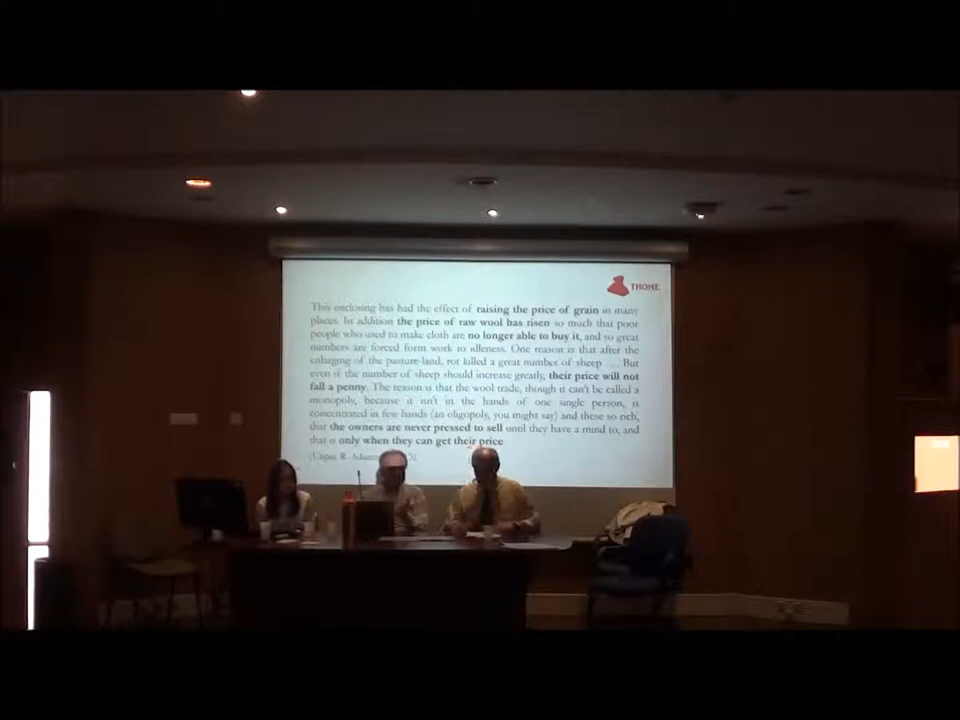 THOME
This enclosing has had the effect of raising the price of grain in many
places. In addition the price of raw wool has risen so much that poor
people who used to make cloth are no longer able to buy it, and so great
numbers are forced form work to idleness. One reason is that after the
enlarging of the pasture-land, rot killed a great number of sheep … But
even if the number of sheep should increase greatly, their price will not
fall a penny. The reason is that the wool trade, though it can't be called a
monopoly, because it isn't in the hands of one single person, is
concentrated in few hands (an oligopoly, you might say) and these so rich,
that the owners are never pressed to sell until they have a mind to, and
that is only when they can get their price
R. Adams